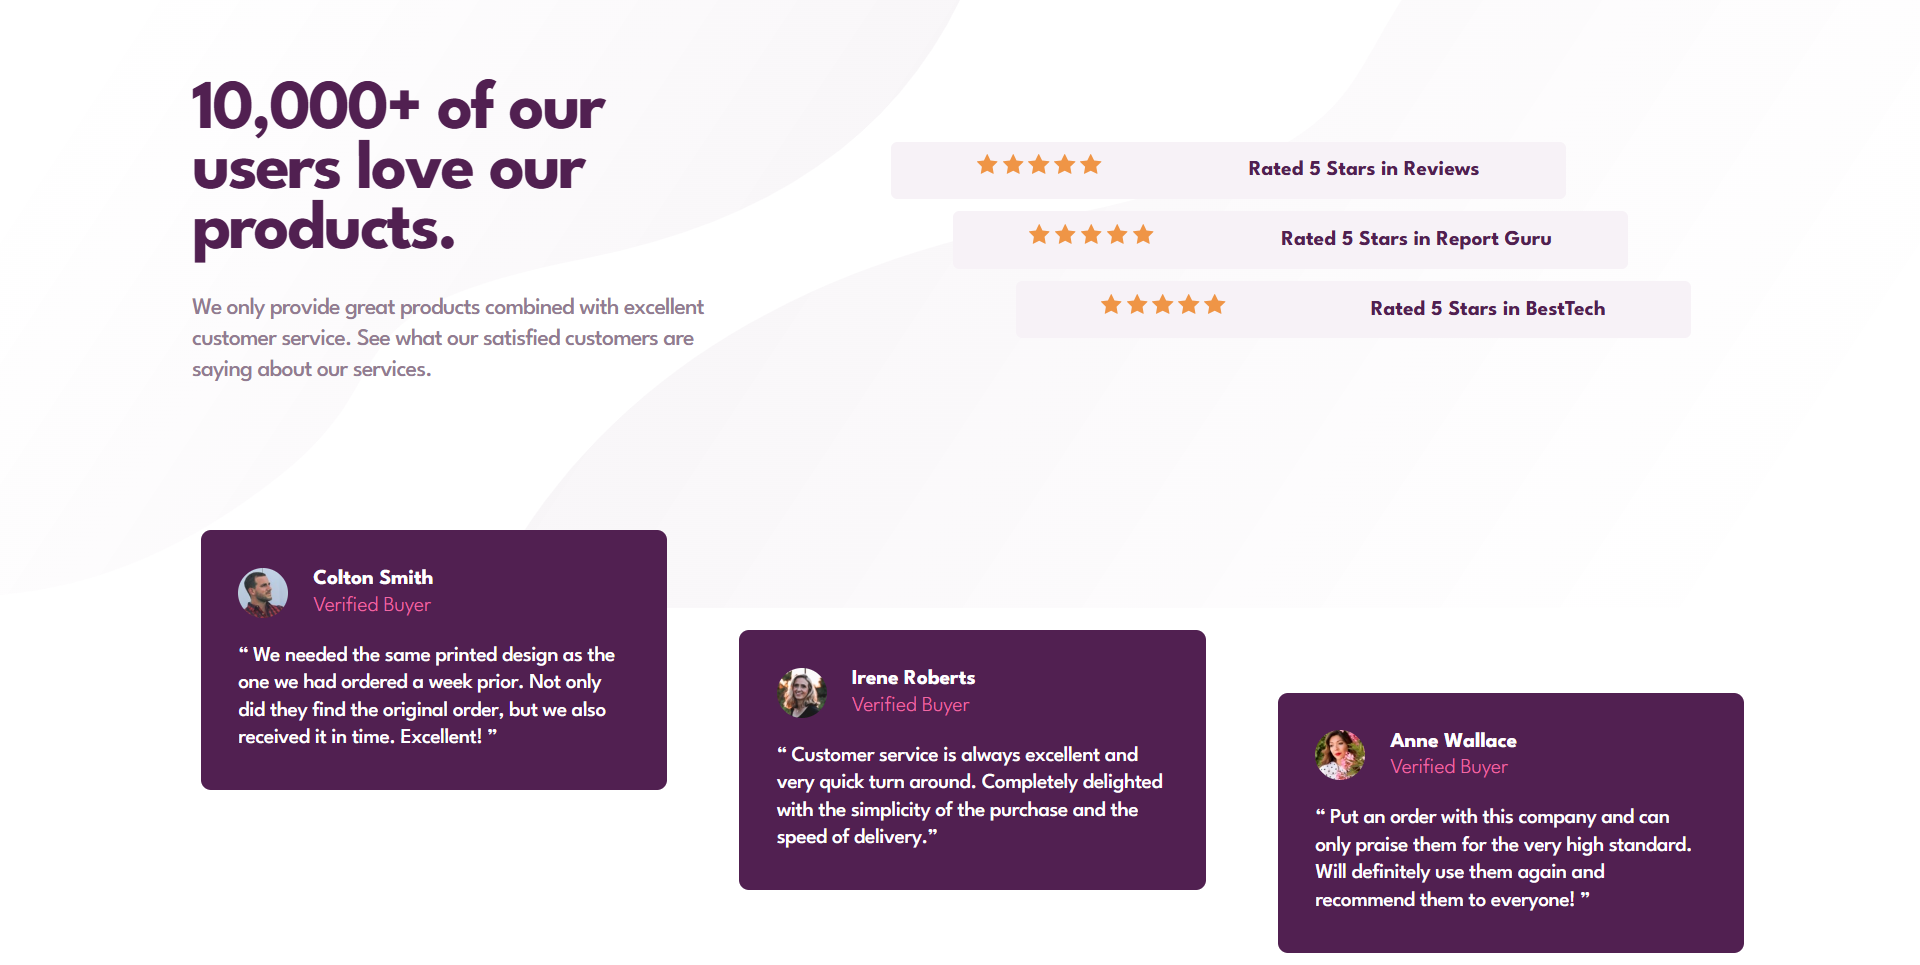 10,000+ of our
users love our
products.
We only provide great products combined with excellent
customer service. See what our satisfied customers are
saying about our services.
Rated 5 Stars in Reviews
Rated 5 Stars in Report Guru
Rated 5 Stars in BestTech
Colton Smith
Verified Buyer
“ We needed the same printed design as the
one we had ordered a week prior. Not only
did they find the original order, but we also
received it in time. Excellent! ”
Irene Roberts
Verified Buyer
“ Customer service is always excellent and
very quick turn around. Completely delighted
with the simplicity of the purchase and the
speed of delivery.”
Anne Wallace
Verified Buyer
“ Put an order with this company and can
only praise them for the very high standard.
Will definitely use them again and
recommend them to everyone! ”